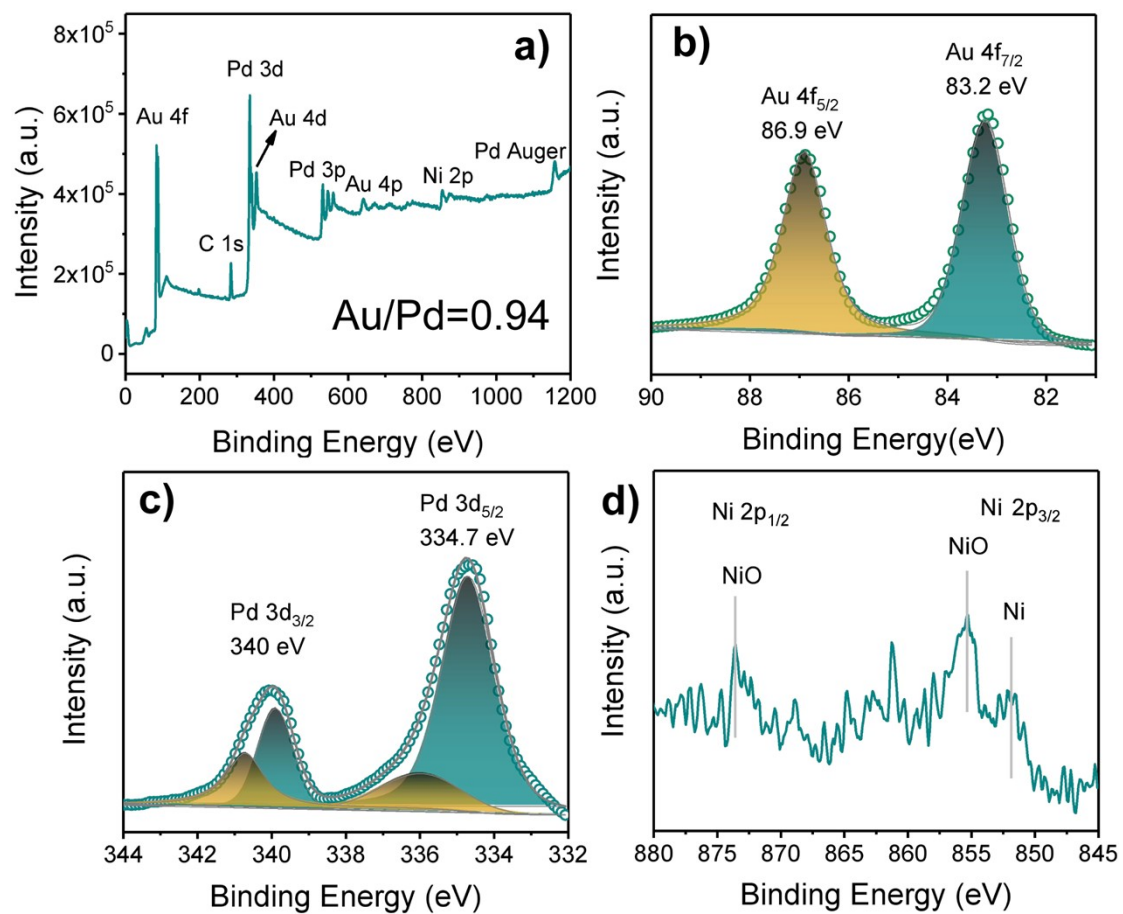 a)
8x10⁵
6x10⁵
4x10⁵
2x10⁵
0
Intensity (a.u.)
Au 4f
C 1s
Pd 3d
Au 4d
Pd 3p
Au 4p
Ni 2p
Pd Auger
Au/Pd=0.94
0 200 400 600 800 1000 1200
Binding Energy (eV)
b)
Intensity (a.u.)
Au 4f₅/₂
86.9 eV
Au 4f₇/₂
83.2 eV
90 88 86 84 82
Binding Energy(eV)
c)
Intensity (a.u.)
Pd 3d₃/₂
340 eV
Pd 3d₅/₂
334.7 eV
344 342 340 338 336 334 332
Binding Energy (eV)
d)
Intensity (a.u.)
Ni 2p₁/₂
NiO
Ni 2p₃/₂
NiO
Ni
880 875 870 865 860 855 850 845
Binding Energy (eV)